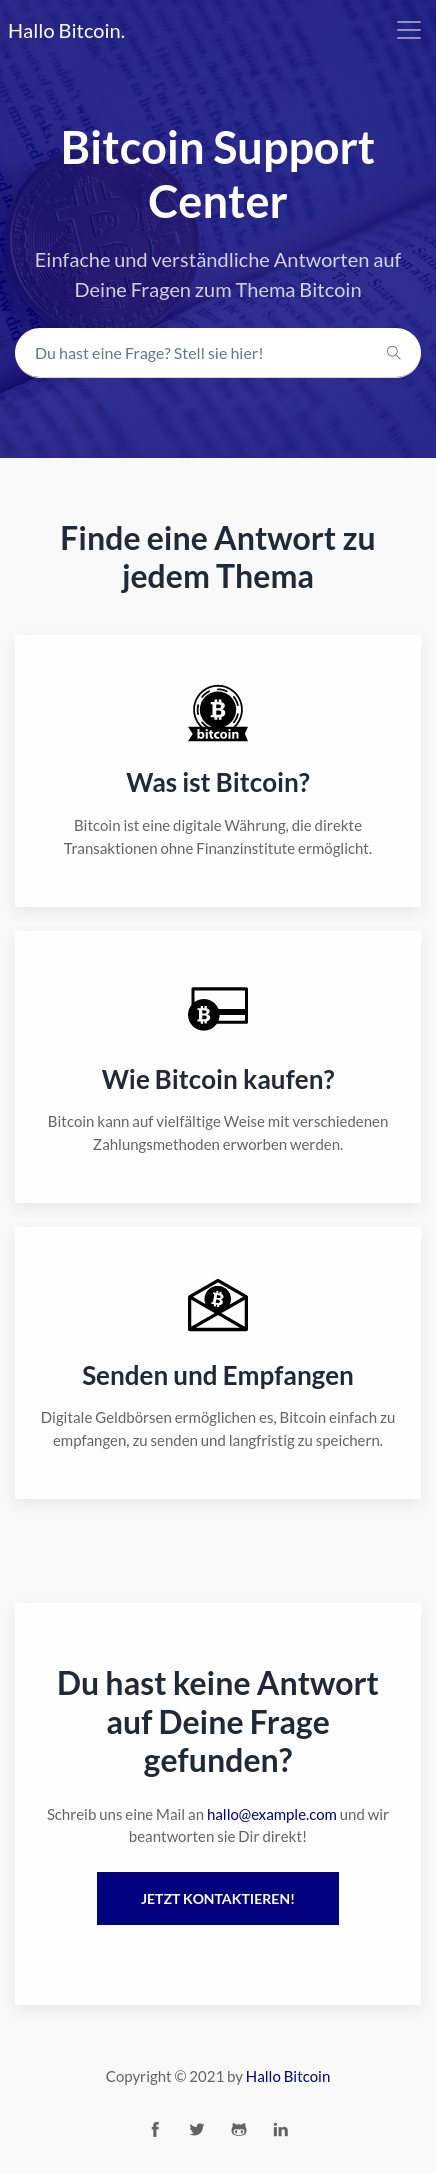 Hallo Bitcoin.
Bitcoin Support
Center
Einfache und verständliche Antworten auf
Deine Fragen zum Thema Bitcoin
Du hast eine Frage? Stell sie hier!
Finde eine Antwort zu
jedem Thema
bitcoin
Was ist Bitcoin?
Bitcoin ist eine digitale Währung, die direkte
Transaktionen ohne Finanzinstitute ermöglicht.
Wie Bitcoin kaufen?
Bitcoin kann auf vielfältige Weise mit verschiedenen
Zahlungsmethoden erworben werden.
Senden und Empfangen
Digitale Geldbörsen ermöglichen es, Bitcoin einfach zu
empfangen, zu senden und langfristig zu speichern.
Du hast keine Antwort
auf Deine Frage
gefunden?
Schreib uns eine Mail an hallo@example.com und wir
beantworten sie Dir direkt!
JETZT KONTAKTIEREN!
Copyright © 2021 by Hallo Bitcoin